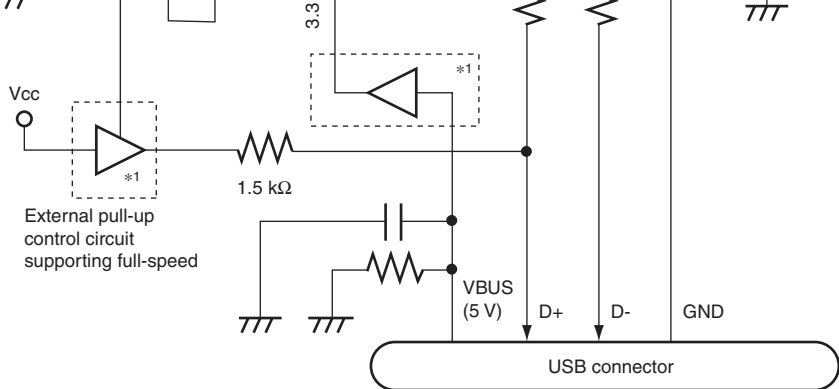 3.3
*1
Vcc
*1
1.5 kΩ
External pull-up
control circuit
supporting full-speed
VBUS
(5 V)
D+
D-
GND
USB connector